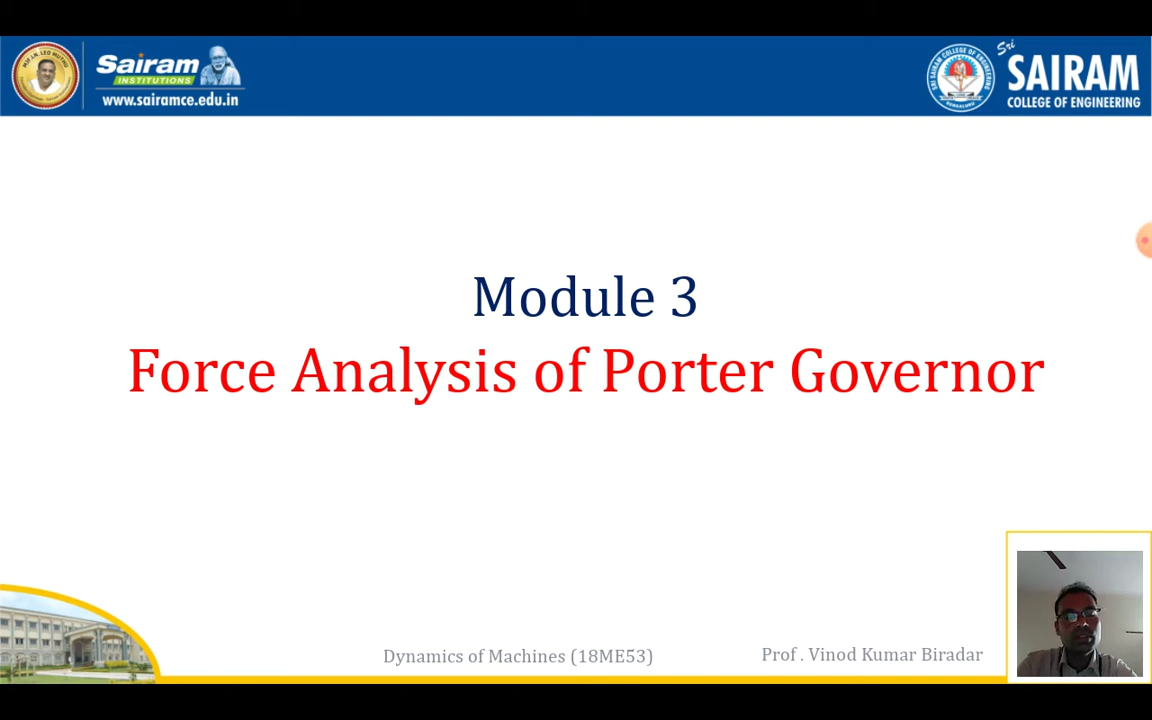 Sairam
INSTITUTIONS
www.sairamce.edu.in
Sri
SAIRAM
COLLEGE OF ENGINEERING
Module 3
Force Analysis of Porter Governor
Dynamics of Machines (18ME53)
Prof . Vinod Kumar Biradar